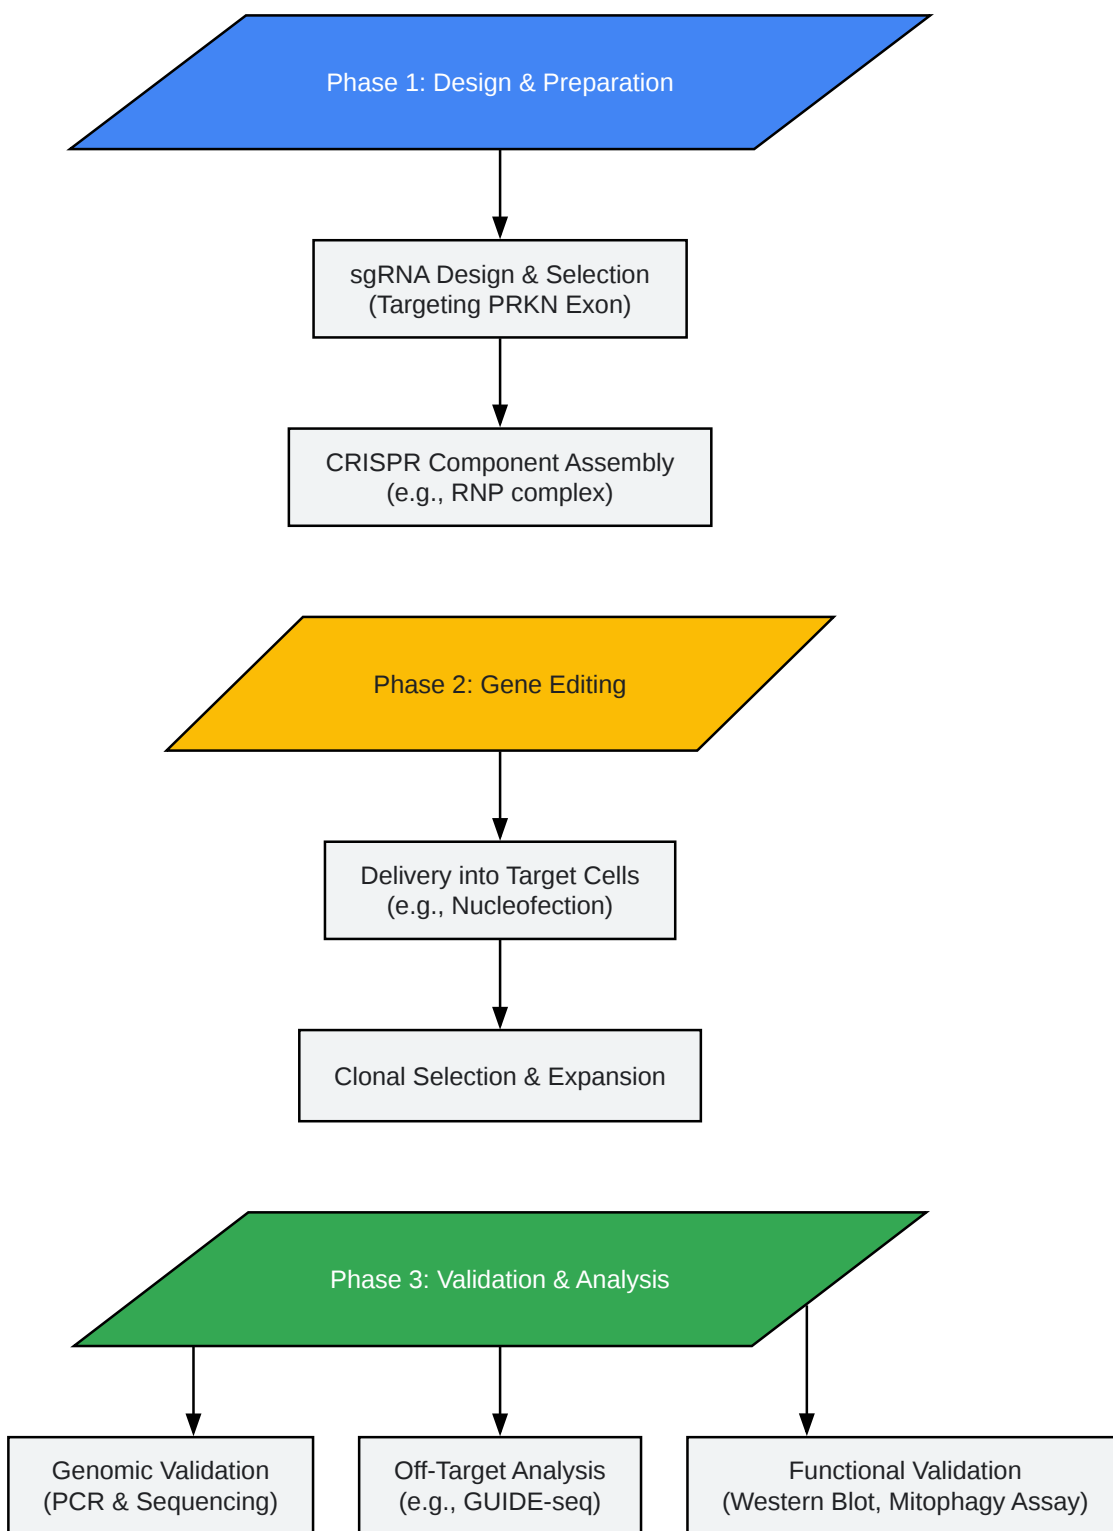 Phase 1: Design & Preparation
sgRNA Design & Selection
(Targeting PRKN Exon)
CRISPR Component Assembly
(e.g., RNP complex)
Phase 2: Gene Editing
Delivery into Target Cells
(e.g., Nucleofection)
Clonal Selection & Expansion
Phase 3: Validation & Analysis
Genomic Validation
(PCR & Sequencing)
Off-Target Analysis
(e.g., GUIDE-seq)
Functional Validation
(Western Blot, Mitophagy Assay)